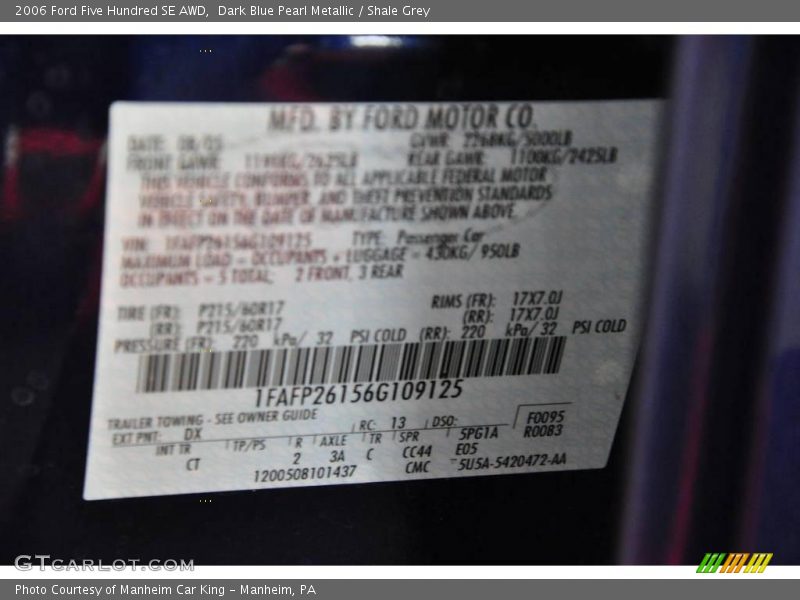 2006 Ford Five Hundred SE AWD,  Dark Blue Pearl Metallic / Shale Grey
MFD. BY FORD MOTOR CO.
DATE: 08/05 GVWR: 2268KG/5000LB
FRONT GAWR: 1190KG/2625LB REAR GAWR: 1100KG/2425LB
THIS VEHICLE CONFORMS TO ALL APPLICABLE FEDERAL MOTOR
VEHICLE SAFETY, BUMPER, AND THEFT PREVENTION STANDARDS
IN EFFECT ON THE DATE OF MANUFACTURE SHOWN ABOVE.
VIN: 1FAFP26156G109125 TYPE: Passenger Car
MAXIMUM LOAD = OCCUPANTS + LUGGAGE = 430KG/ 950LB
OCCUPANTS = 5 TOTAL, 2 FRONT, 3 REAR
TIRE (FR): P215/60R17 RIMS (FR): 17X7.0J
(RR): P215/60R17 (RR): 17X7.0J
PRESSURE (FR): 220 kPa/ 32 PSI COLD (RR): 220 kPa/ 32 PSI COLD
1FAFP26156G109125
TRAILER TOWING - SEE OWNER GUIDE
EXT PNT: DX RC: 13 DSO: F0095
INT TR TP/PS R AXLE TR SPR 5PG1A R0083
CT 2 3A C CC44 E05
1200508101437 CMC 5U5A-5420472-AA
GTCARLOT.COM
Photo Courtesy of Manheim Car King - Manheim, PA